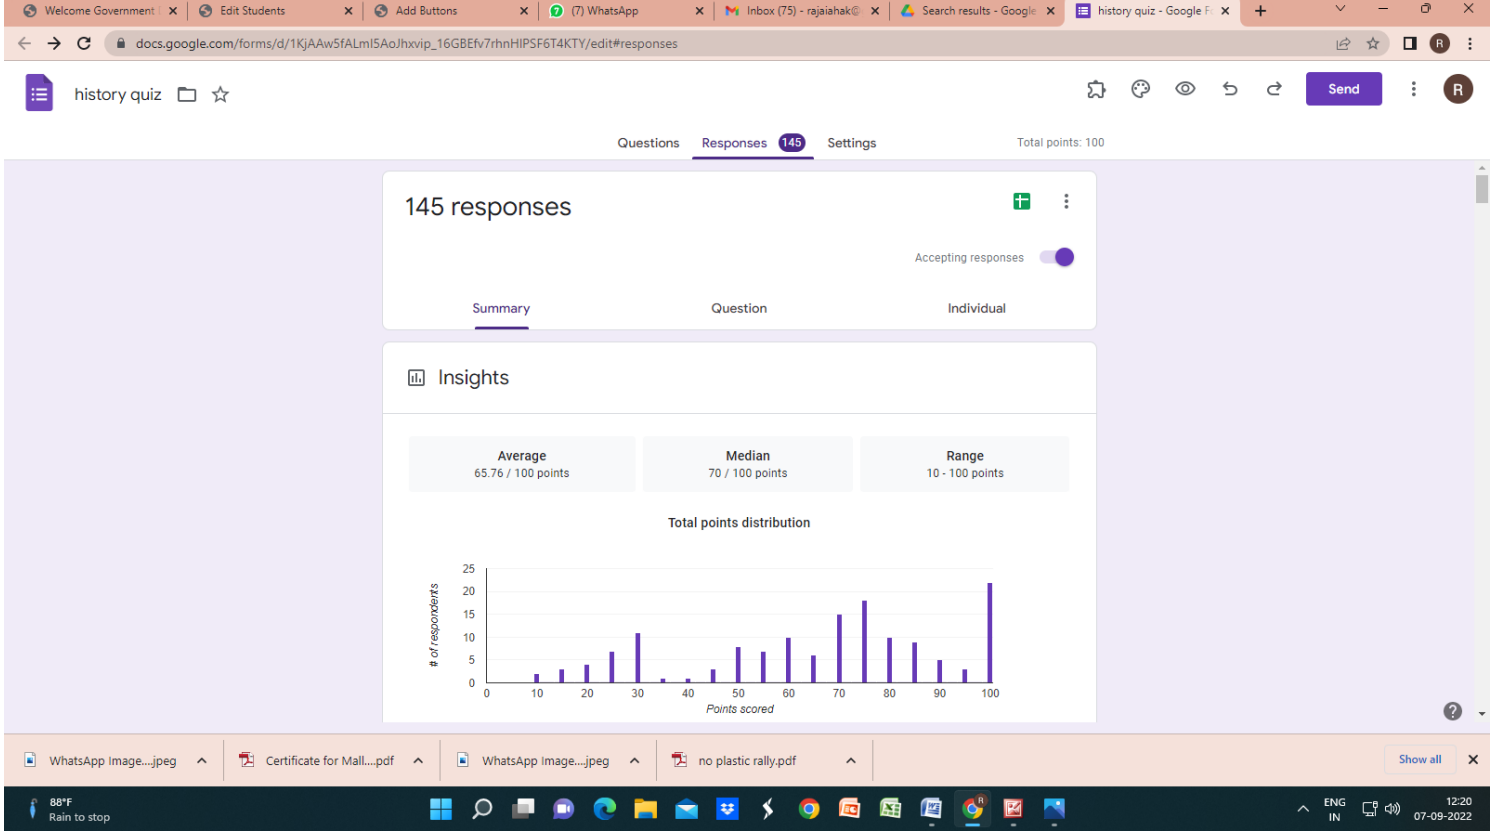 Welcome Government
Edit Students
Add Buttons
(7) WhatsApp
Inbox (75) - rajaiahak@
Search results - Google
history quiz - Google Fo
docs.google.com/forms/d/1KjAAw5fALmI5AoJhxvip_16GBEfv7rhnHIPSF6T4KTY/edit#responses
R
history quiz
Send
R
Questions Responses 145 Settings
Total points: 100
145 responses
Accepting responses
Summary Question Individual
Insights
Average Median Range
65.76 / 100 points 70 / 100 points 10 - 100 points
Total points distribution
# of respondents
25
20
15
10
5
0
0 10 20 30 40 50 60 70 80 90 100
Points scored
WhatsApp Image....jpeg
Certificate for Mall....pdf
WhatsApp Image....jpeg
no plastic rally.pdf
Show all
88°F
Rain to stop
ENG
IN
12:20
07-09-2022